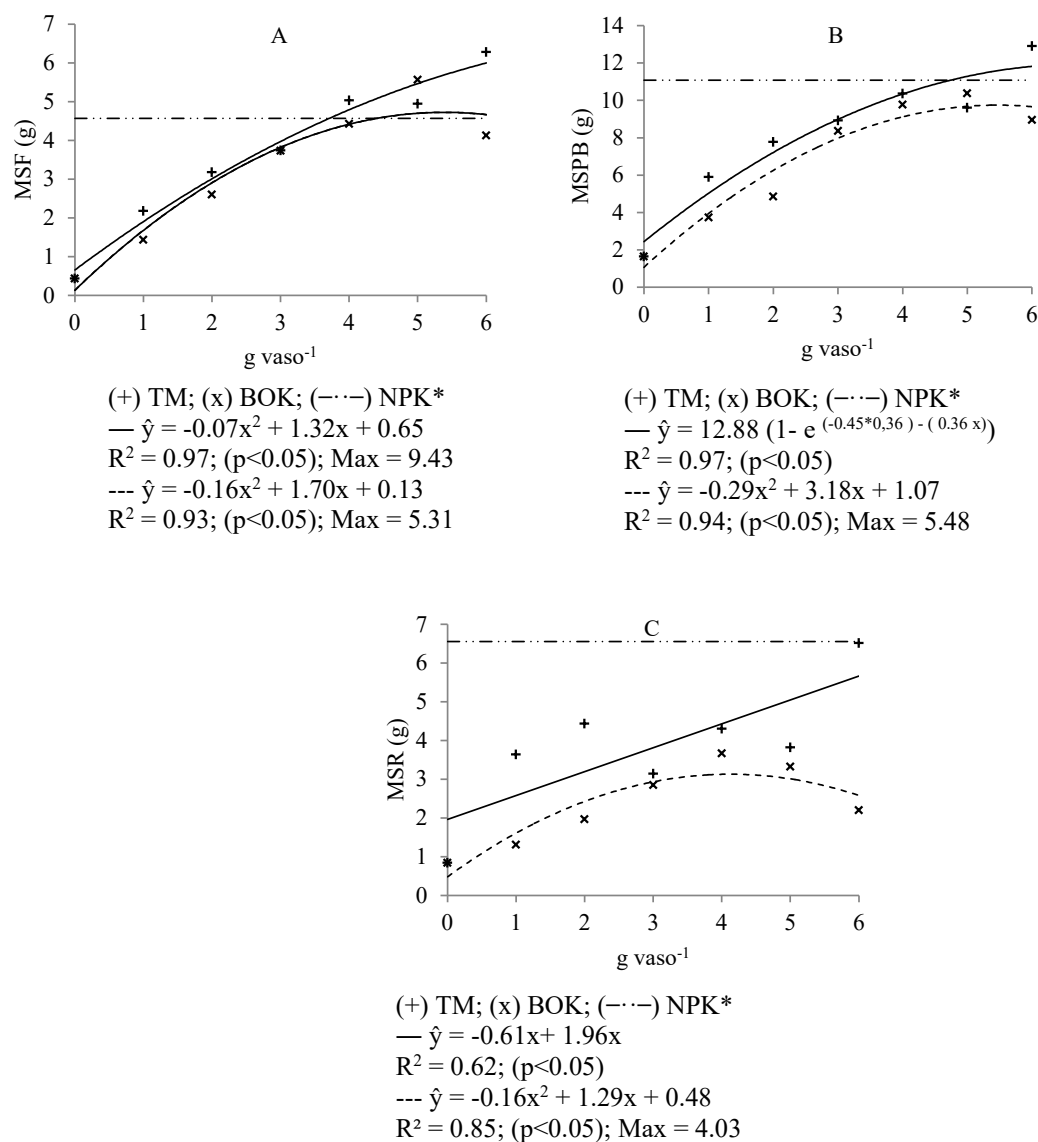 A
MSF (g)
7
6
5
4
3
2
1
0
0 1 2 3 4 5 6
g vaso⁻¹
(+) TM; (x) BOK; (−··−) NPK*
— ŷ = -0.07x² + 1.32x + 0.65
R² = 0.97; (p<0.05); Max = 9.43
--- ŷ = -0.16x² + 1.70x + 0.13
R² = 0.93; (p<0.05); Max = 5.31
B
MSPB (g)
14
12
10
8
6
4
2
0
0 1 2 3 4 5 6
g vaso⁻¹
(+) TM; (x) BOK; (−··−) NPK*
— ŷ = 12.88 (1- e (-0.45*0,36 ) - ( 0.36 x))
R² = 0.97; (p<0.05)
--- ŷ = -0.29x² + 3.18x + 1.07
R² = 0.94; (p<0.05); Max = 5.48
C
MSR (g)
7
6
5
4
3
2
1
0
0 1 2 3 4 5 6
g vaso⁻¹
(+) TM; (x) BOK; (−··−) NPK*
— ŷ = -0.61x+ 1.96x
R² = 0.62; (p<0.05)
--- ŷ = -0.16x² + 1.29x + 0.48
R² = 0.85; (p<0.05); Max = 4.03